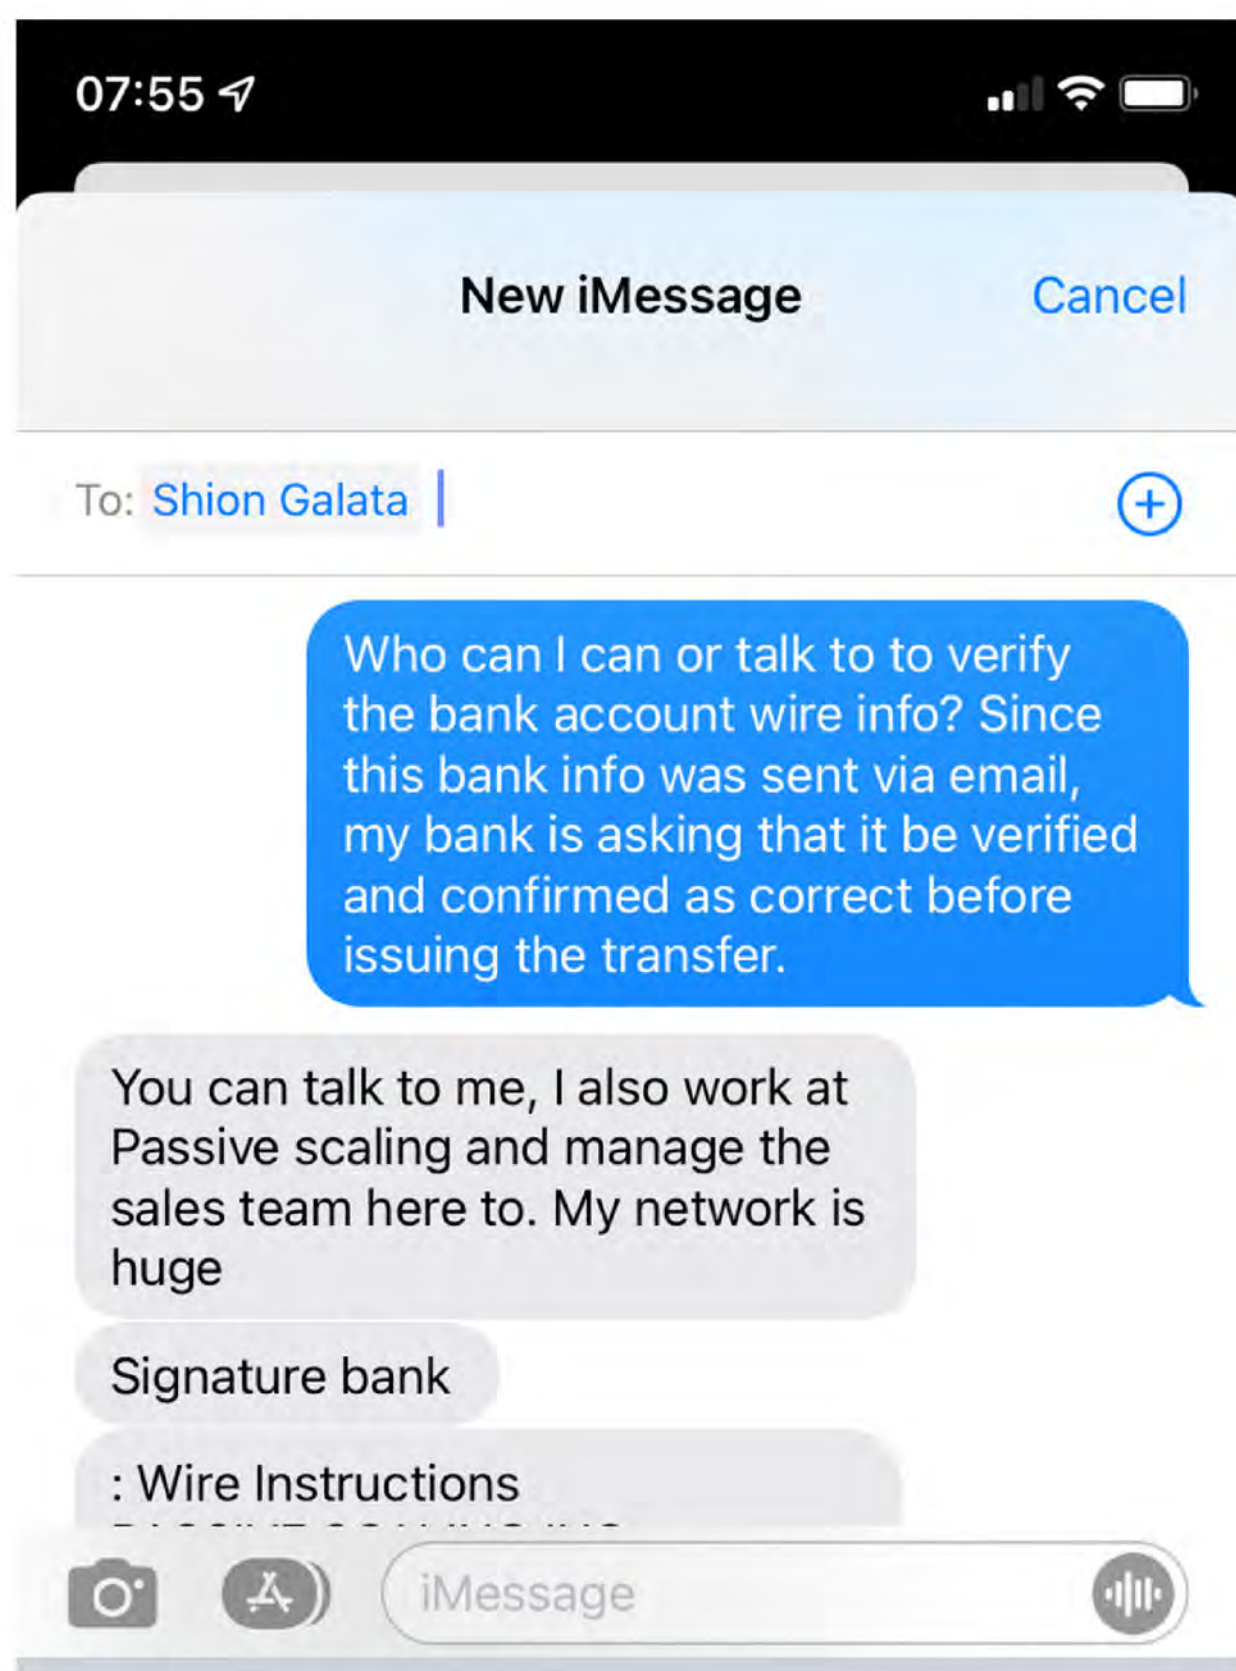 07:55
New iMessage
Cancel
To: Shion Galata
Who can I can or talk to to verify
the bank account wire info? Since
this bank info was sent via email,
my bank is asking that it be verified
and confirmed as correct before
issuing the transfer.
You can talk to me, I also work at
Passive scaling and manage the
sales team here to. My network is
huge
Signature bank
: Wire Instructions
iMessage